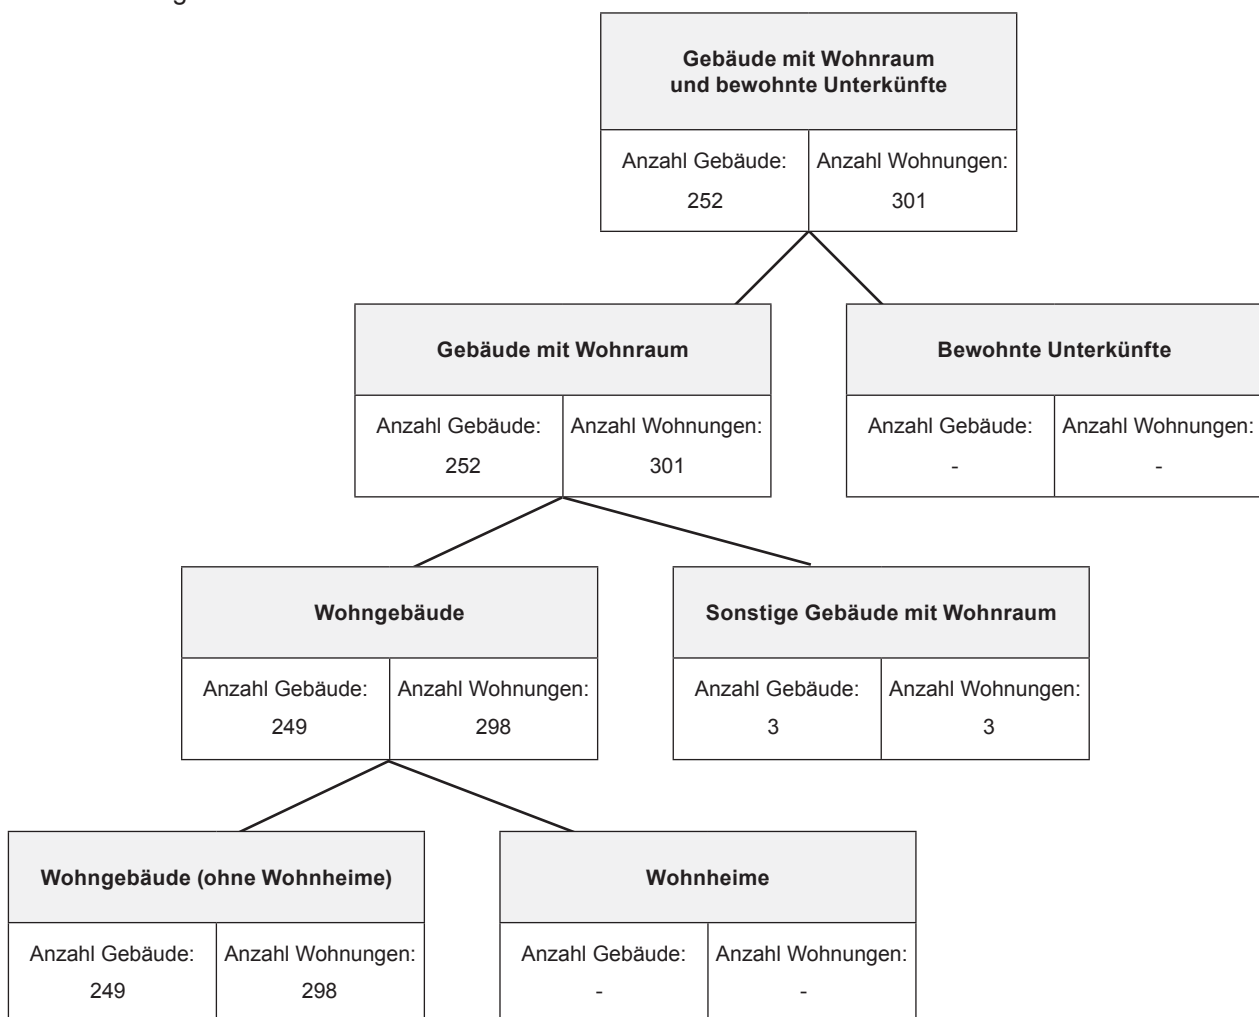 Gebäude mit Wohnraum
und bewohnte Unterkünfte
Anzahl Gebäude: Anzahl Wohnungen:
252 301
Gebäude mit Wohnraum
Anzahl Gebäude: Anzahl Wohnungen:
252 301
Bewohnte Unterkünfte
Anzahl Gebäude: Anzahl Wohnungen:
- -
Wohngebäude
Anzahl Gebäude: Anzahl Wohnungen:
249 298
Sonstige Gebäude mit Wohnraum
Anzahl Gebäude: Anzahl Wohnungen:
3 3
Wohngebäude (ohne Wohnheime)
Anzahl Gebäude: Anzahl Wohnungen:
249 298
Wohnheime
Anzahl Gebäude: Anzahl Wohnungen:
- -